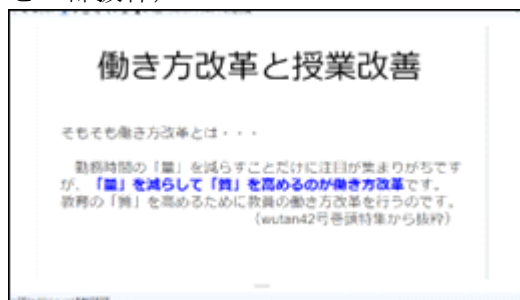 働き方改革と授業改善
そもそも働き方改革とは・・・
勤務時間の「量」を減らすことだけに注目が集まりがちです
が、「量」を減らして「質」を高めるのが働き方改革です。
教育の「質」を高めるために教員の働き方改革を行うのです。
（wutan42号巻頭特集から抜粋）